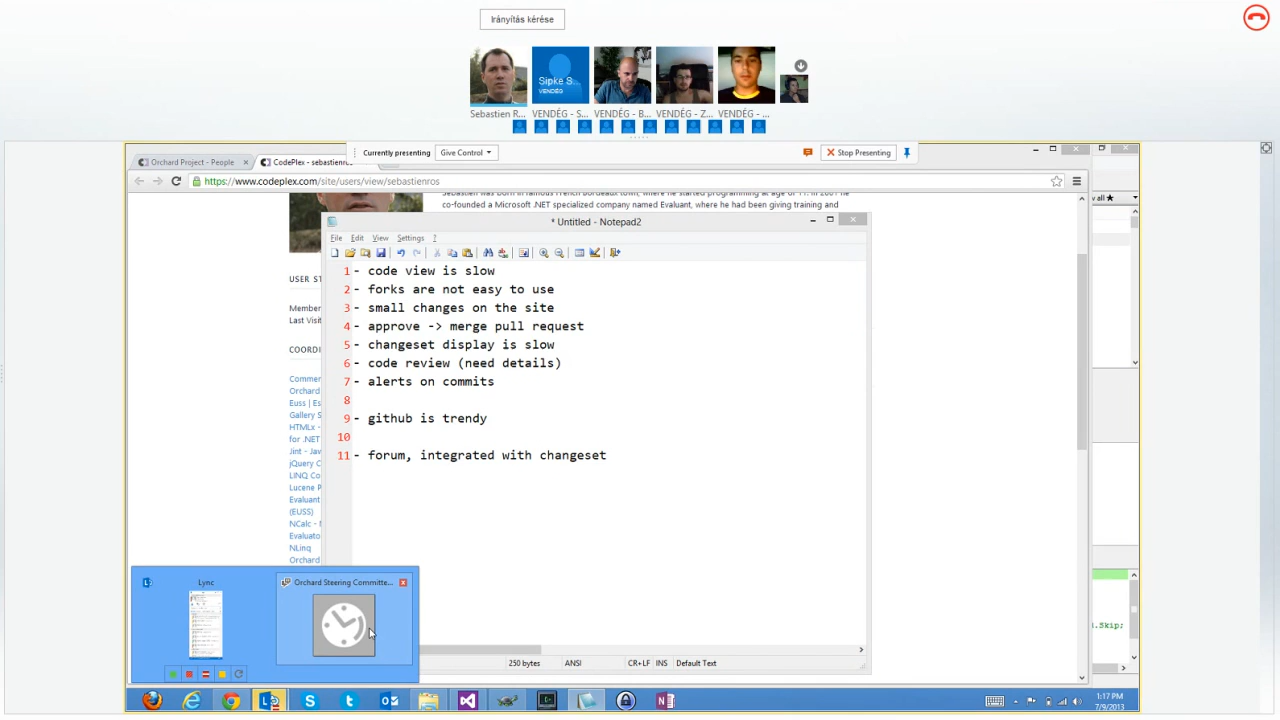 Irányítás kérése
Sipke S...
VENDÉG
Sebastien R...
VENDÉG - S...
VENDÉG - B...
VENDÉG - Z...
VENDÉG - ...
Currently presenting
Give Control
Stop Presenting
Orchard Project - People
CodePlex - sebastienros
https://www.codeplex.com/site/users/view/sebastienros
co-founded a Microsoft .NET specialized company named Evaluant, where he had been giving training and
* Untitled - Notepad2
File Edit View Settings ?
1 - code view is slow
2 - forks are not easy to use
3 - small changes on the site
4 - approve -> merge pull request
5 - changeset display is slow
6 - code review (need details)
7 - alerts on commits
8
9 - github is trendy
10
11 - forum, integrated with changeset
USER ST
Member
Last Visit
COORDI
Commen
Orchard
Euss | Es
Gallery S
HTMLx -
for .NET
Jint - Jav
jQuery C
LINQ Co
Lucene P
Evaluant
(EUSS)
NCalc - 
Evaluato
NLinq
Orchard
Lync
Orchard Steering Committe...
250 bytes
ANSI
CR+LF
INS
Default Text
.Skip;
1:17 PM
7/9/2013